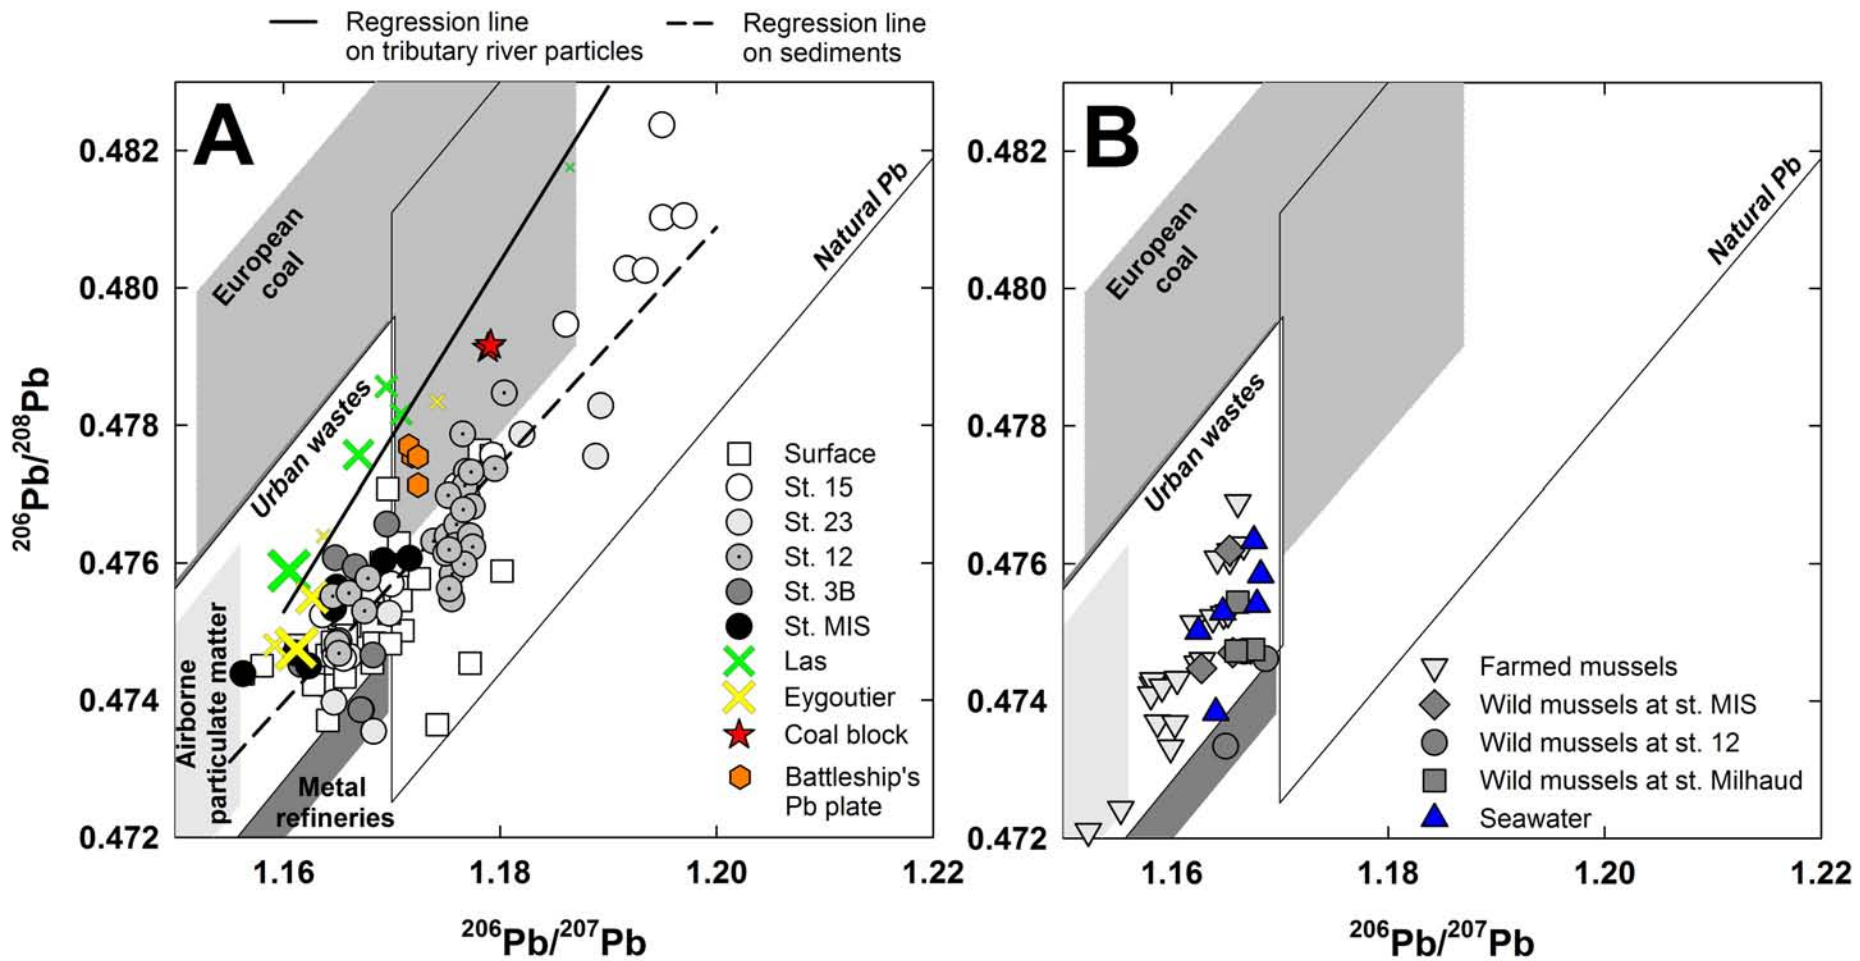 Regression line
on tributary river particles
Regression line
on sediments
A
0.482
0.480
0.478
0.476
0.474
0.472
²⁰⁶Pb/²⁰⁸Pb
European
coal
Urban wastes
Natural Pb
Airborne
particulate matter
Metal
refineries
Surface
St. 15
St. 23
St. 12
St. 3B
St. MIS
Las
Eygoutier
Coal block
Battleship's
Pb plate
1.16
1.18
1.20
1.22
²⁰⁶Pb/²⁰⁷Pb
B
0.482
0.480
0.478
0.476
0.474
0.472
European
coal
Urban wastes
Natural Pb
Farmed mussels
Wild mussels at st. MIS
Wild mussels at st. 12
Wild mussels at st. Milhaud
Seawater
1.16
1.18
1.20
1.22
²⁰⁶Pb/²⁰⁷Pb